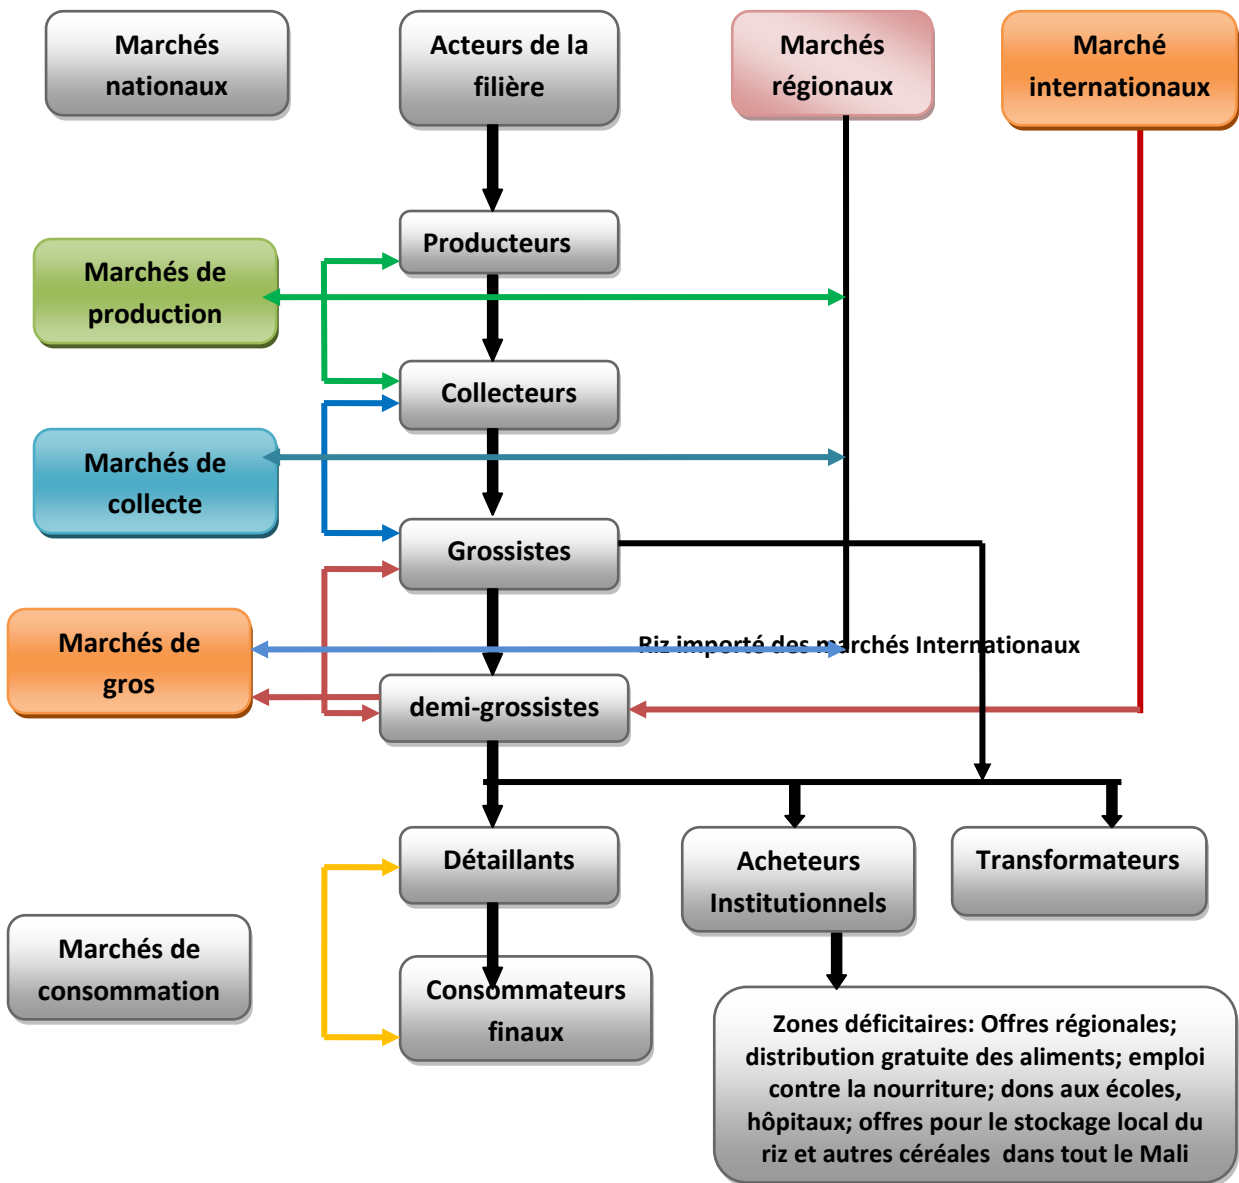 Marchés
nationaux
Acteurs de la
filière
Marchés
régionaux
Marché
internationaux
Producteurs
Marchés de
production
Collecteurs
Marchés de
collecte
Grossistes
Marchés de
gros
Riz importé des marchés Internationaux
demi-grossistes
Détaillants
Acheteurs
Institutionnels
Transformateurs
Marchés de
consommation
Consommateurs
finaux
Zones déficitaires: Offres régionales;
distribution gratuite des aliments; emploi
contre la nourriture; dons aux écoles,
hôpitaux; offres pour le stockage local du
riz et autres céréales dans tout le Mali